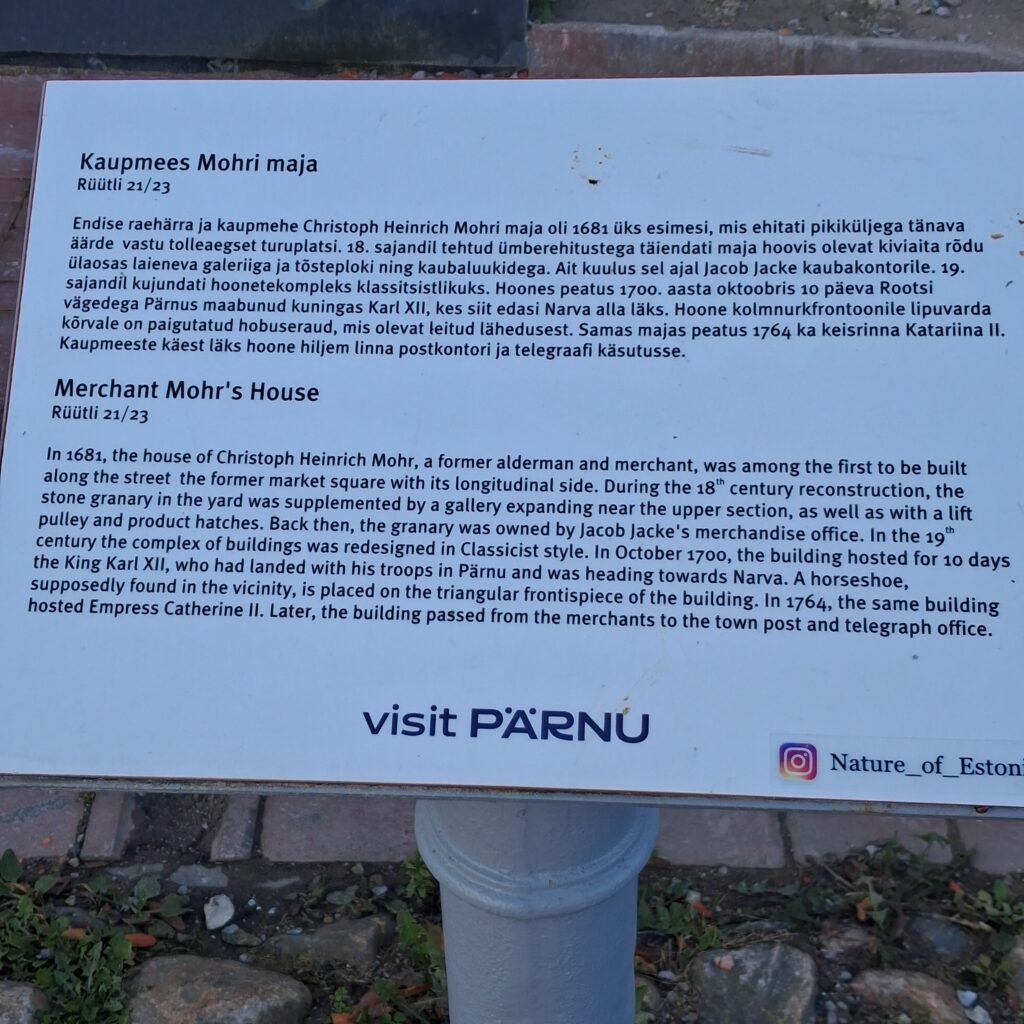 Kaupmees Mohri maja
Rüütli 21/23
Endise raehärra ja kaupmehe Christoph Heinrich Mohri maja oli 1681 üks esimesi, mis ehitati pikiküljega tänava
äärde vastu tolleaegset turuplatsi. 18. sajandil tehtud ümberehitustega täiendati maja hoovis olevat kiviaita rõdu
ülaosas laieneva galeriiga ja tõsteploki ning kaubaluukidega. Ait kuulus sel ajal Jacob Jacke kaubakontorile. 19.
sajandil kujundati hoonetekompleks klassitsistlikuks. Hoones peatus 1700. aasta oktoobris 10 päeva Rootsi
vägedega Pärnus maabunud kuningas Karl XII, kes siit edasi Narva alla läks. Hoone kolmnurkfrontoonile lipuvarda
kõrvale on paigutatud hobuseraud, mis olevat leitud lähedusest. Samas majas peatus 1764 ka keisrinna Katariina II.
Kaupmeeste käest läks hoone hiljem linna postkontori ja telegraafi käsutusse.
Merchant Mohr's House
Rüütli 21/23
In 1681, the house of Christoph Heinrich Mohr, a former alderman and merchant, was among the first to be built
along the street the former market square with its longitudinal side. During the 18th century reconstruction, the
stone granary in the yard was supplemented by a gallery expanding near the upper section, as well as with a lift
pulley and product hatches. Back then, the granary was owned by Jacob Jacke's merchandise office. In the 19th
century the complex of buildings was redesigned in Classicist style. In October 1700, the building hosted for 10 days
the King Karl XII, who had landed with his troops in Pärnu and was heading towards Narva. A horseshoe,
supposedly found in the vicinity, is placed on the triangular frontispiece of the building. In 1764, the same building
hosted Empress Catherine II. Later, the building passed from the merchants to the town post and telegraph office.
visit PÄRNU
Nature_of_Estoni